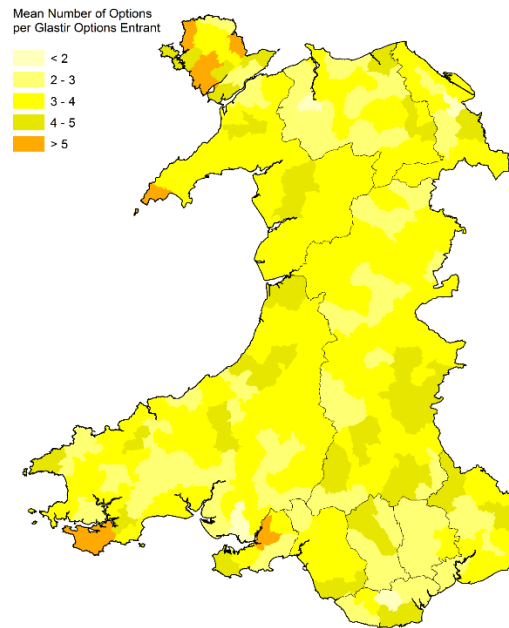 Mean Number of Options
per Glastir Options Entrant
< 2
2 - 3
3 - 4
4 - 5
> 5